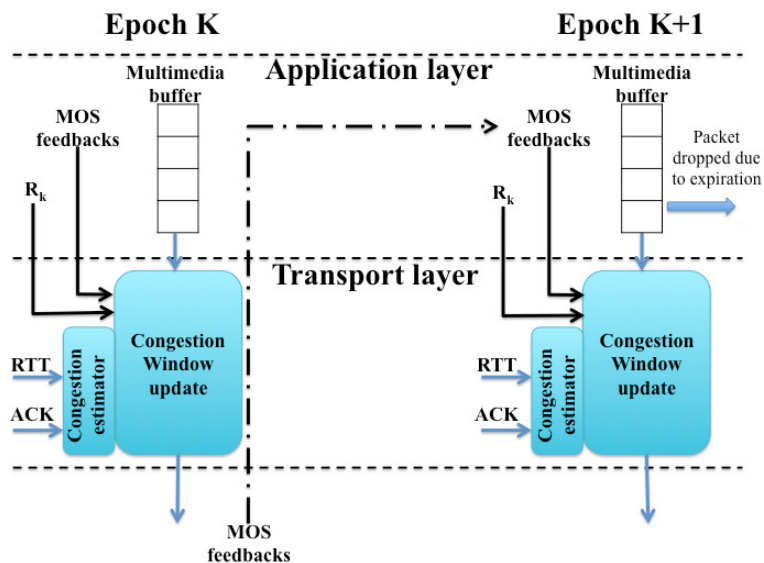 Epoch K
Epoch K+1
Application layer
Multimedia
buffer
MOS
feedbacks
Rk
Multimedia
buffer
MOS
feedbacks
Rk
Packet
dropped due
to expiration
Transport layer
Congestion
Window
update
RTT
ACK
Congestion
estimator
Congestion
Window
update
RTT
ACK
Congestion
estimator
MOS
feedbacks